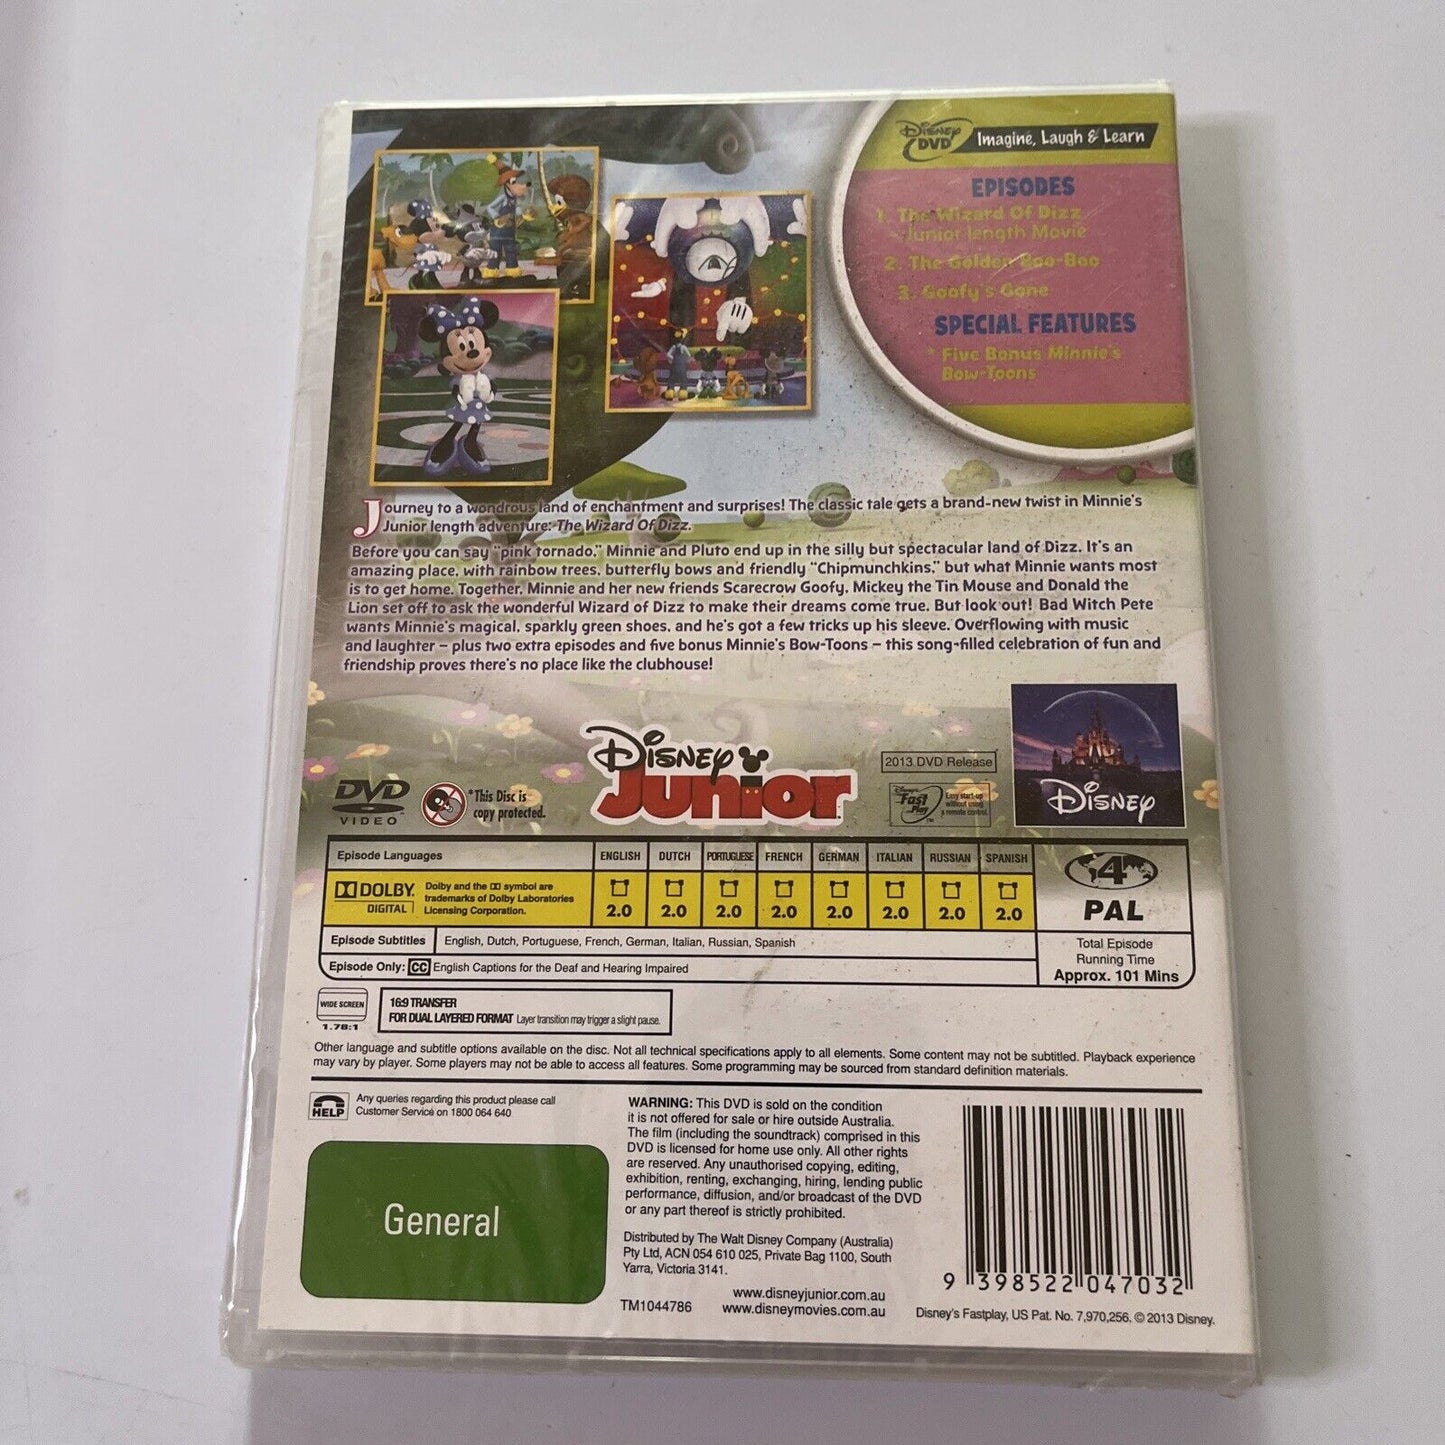 Disney DVD Imagine, Laugh & Learn
EPISODES
1. The Wizard Of Dizz
- Junior length Movie
2. The Golden Boo-Boo
3. Goofy's Gone
SPECIAL FEATURES
* Five Bonus Minnie's
Bow-Toons
Journey to a wondrous land of enchantment and surprises! The classic tale gets a brand-new twist in Minnie's
Junior length adventure: The Wizard Of Dizz.
Before you can say "pink tornado," Minnie and Pluto end up in the silly but spectacular land of Dizz. It's an
amazing place, with rainbow trees, butterfly bows and friendly "Chipmunchkins," but what Minnie wants most
is to get home. Together, Minnie and her new friends Scarecrow Goofy, Mickey the Tin Mouse and Donald the
Lion set off to ask the wonderful Wizard of Dizz to make their dreams come true. But look out! Bad Witch Pete
wants Minnie's magical, sparkly green shoes, and he's got a few tricks up his sleeve. Overflowing with music
and laughter – plus two extra episodes and five bonus Minnie's Bow-Toons – this song-filled celebration of fun and
friendship proves there's no place like the clubhouse!
DVD
VIDEO
*This Disc is
copy protected.
Disney
Junior
2013 DVD Release
Disney's
Fast
Play
TM
Easy start-up
without using
a remote control.
Disney
Episode Languages ENGLISH DUTCH PORTUGUESE FRENCH GERMAN ITALIAN RUSSIAN SPANISH
DOLBY
DIGITAL
Dolby and the DD symbol are
trademarks of Dolby Laboratories
Licensing Corporation.
2.0 2.0 2.0 2.0 2.0 2.0 2.0 2.0
4
PAL
Episode Subtitles English, Dutch, Portuguese, French, German, Italian, Russian, Spanish
Episode Only: CC English Captions for the Deaf and Hearing Impaired
Total Episode
Running Time
Approx. 101 Mins
WIDE SCREEN
1.78:1
16:9 TRANSFER
FOR DUAL LAYERED FORMAT Layer transition may trigger a slight pause.
Other language and subtitle options available on the disc. Not all technical specifications apply to all elements. Some content may not be subtitled. Playback experience
may vary by player. Some players may not be able to access all features. Some programming may be sourced from standard definition materials.
HELP
Any queries regarding this product please call
Customer Service on 1800 064 640
General
WARNING: This DVD is sold on the condition
it is not offered for sale or hire outside Australia.
The film (including the soundtrack) comprised in this
DVD is licensed for home use only. All other rights
are reserved. Any unauthorised copying, editing,
exhibition, renting, exchanging, hiring, lending public
performance, diffusion, and/or broadcast of the DVD
or any part thereof is strictly prohibited.
Distributed by The Walt Disney Company (Australia)
Pty Ltd, ACN 054 610 025, Private Bag 1100, South
Yarra, Victoria 3141.
www.disneyjunior.com.au
TM1044786 www.disneymovies.com.au
9 398522 047032
Disney's Fastplay, US Pat. No. 7,970,256, © 2013 Disney.